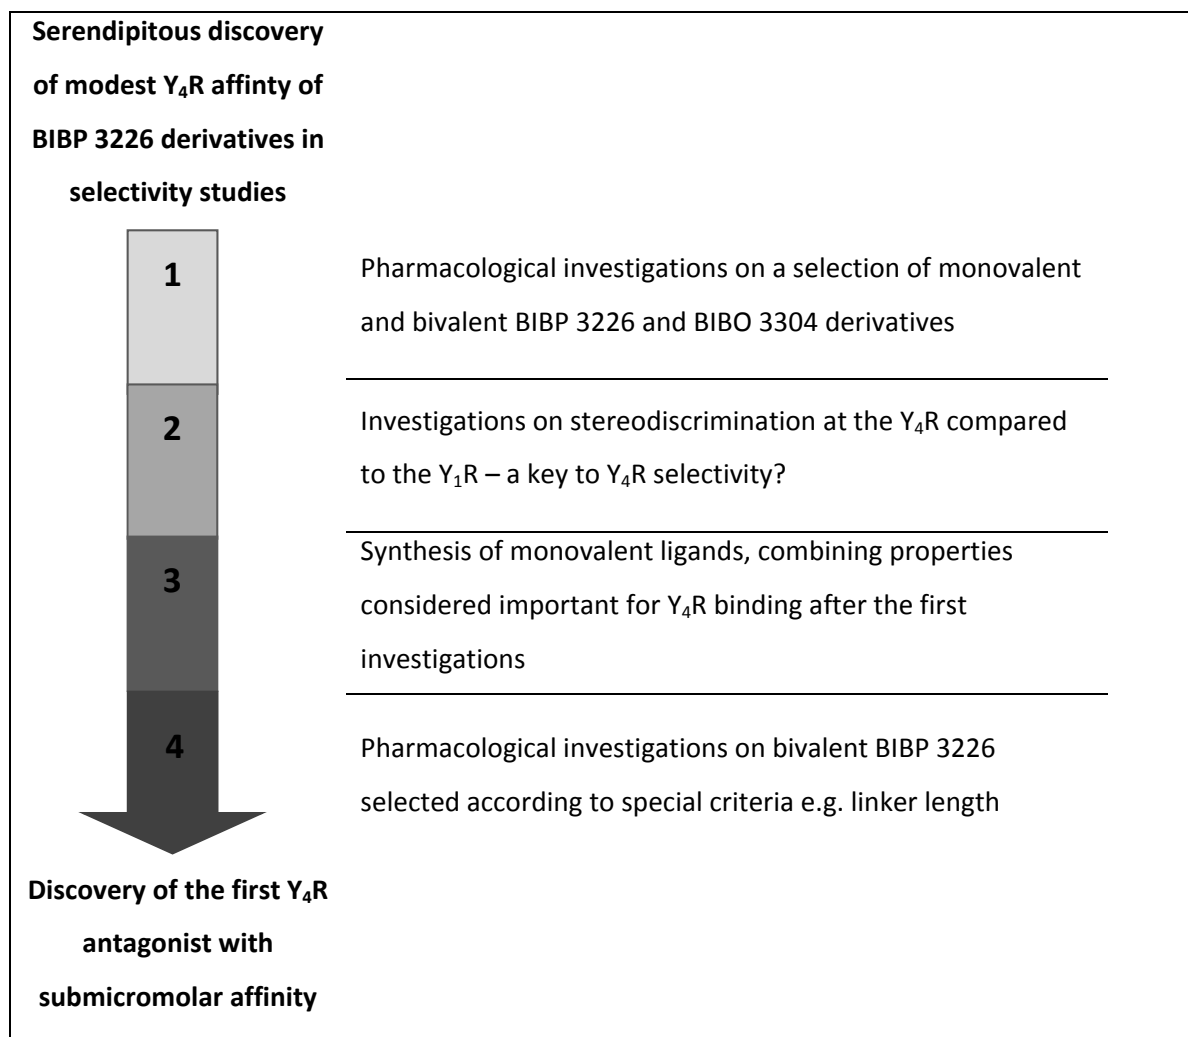 Serendipitous discovery
of modest Y₄R affinty of
BIBP 3226 derivatives in
selectivity studies
1
Pharmacological investigations on a selection of monovalent
and bivalent BIBP 3226 and BIBO 3304 derivatives
2
Investigations on stereodiscrimination at the Y₄R compared
to the Y₁R – a key to Y₄R selectivity?
3
Synthesis of monovalent ligands, combining properties
considered important for Y₄R binding after the first
investigations
4
Pharmacological investigations on bivalent BIBP 3226
selected according to special criteria e.g. linker length
Discovery of the first Y₄R
antagonist with
submicromolar affinity